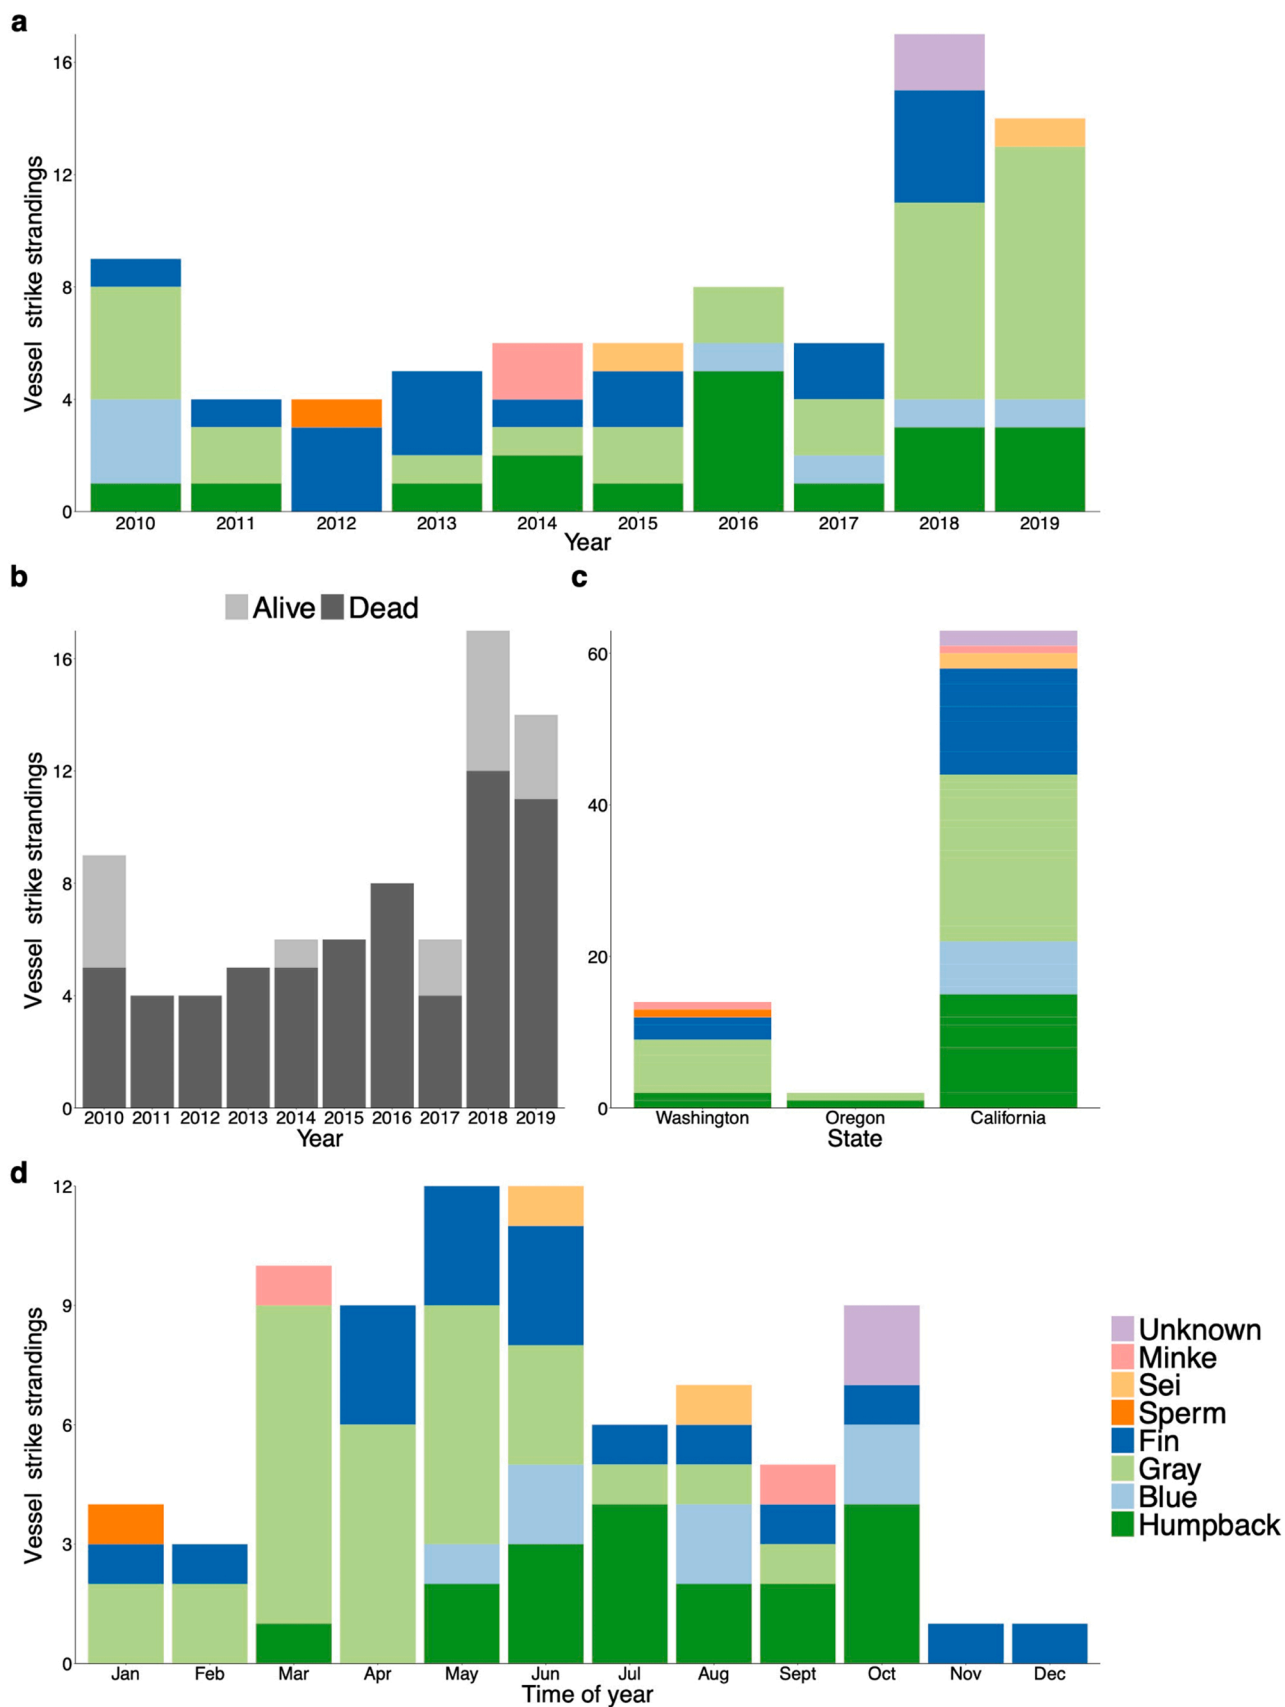 a
Vessel strike strandings
16
12
8
4
0
2010 2011 2012 2013 2014 2015 2016 2017 2018 2019
Year
b
Alive Dead
Vessel strike strandings
16
12
8
4
0
2010 2011 2012 2013 2014 2015 2016 2017 2018 2019
Year
c
60
40
20
0
Washington Oregon California
State
d
Vessel strike strandings
12
9
6
3
0
Jan Feb Mar Apr May Jun Jul Aug Sept Oct Nov Dec
Time of year
Unknown
Minke
Sei
Sperm
Fin
Gray
Blue
Humpback